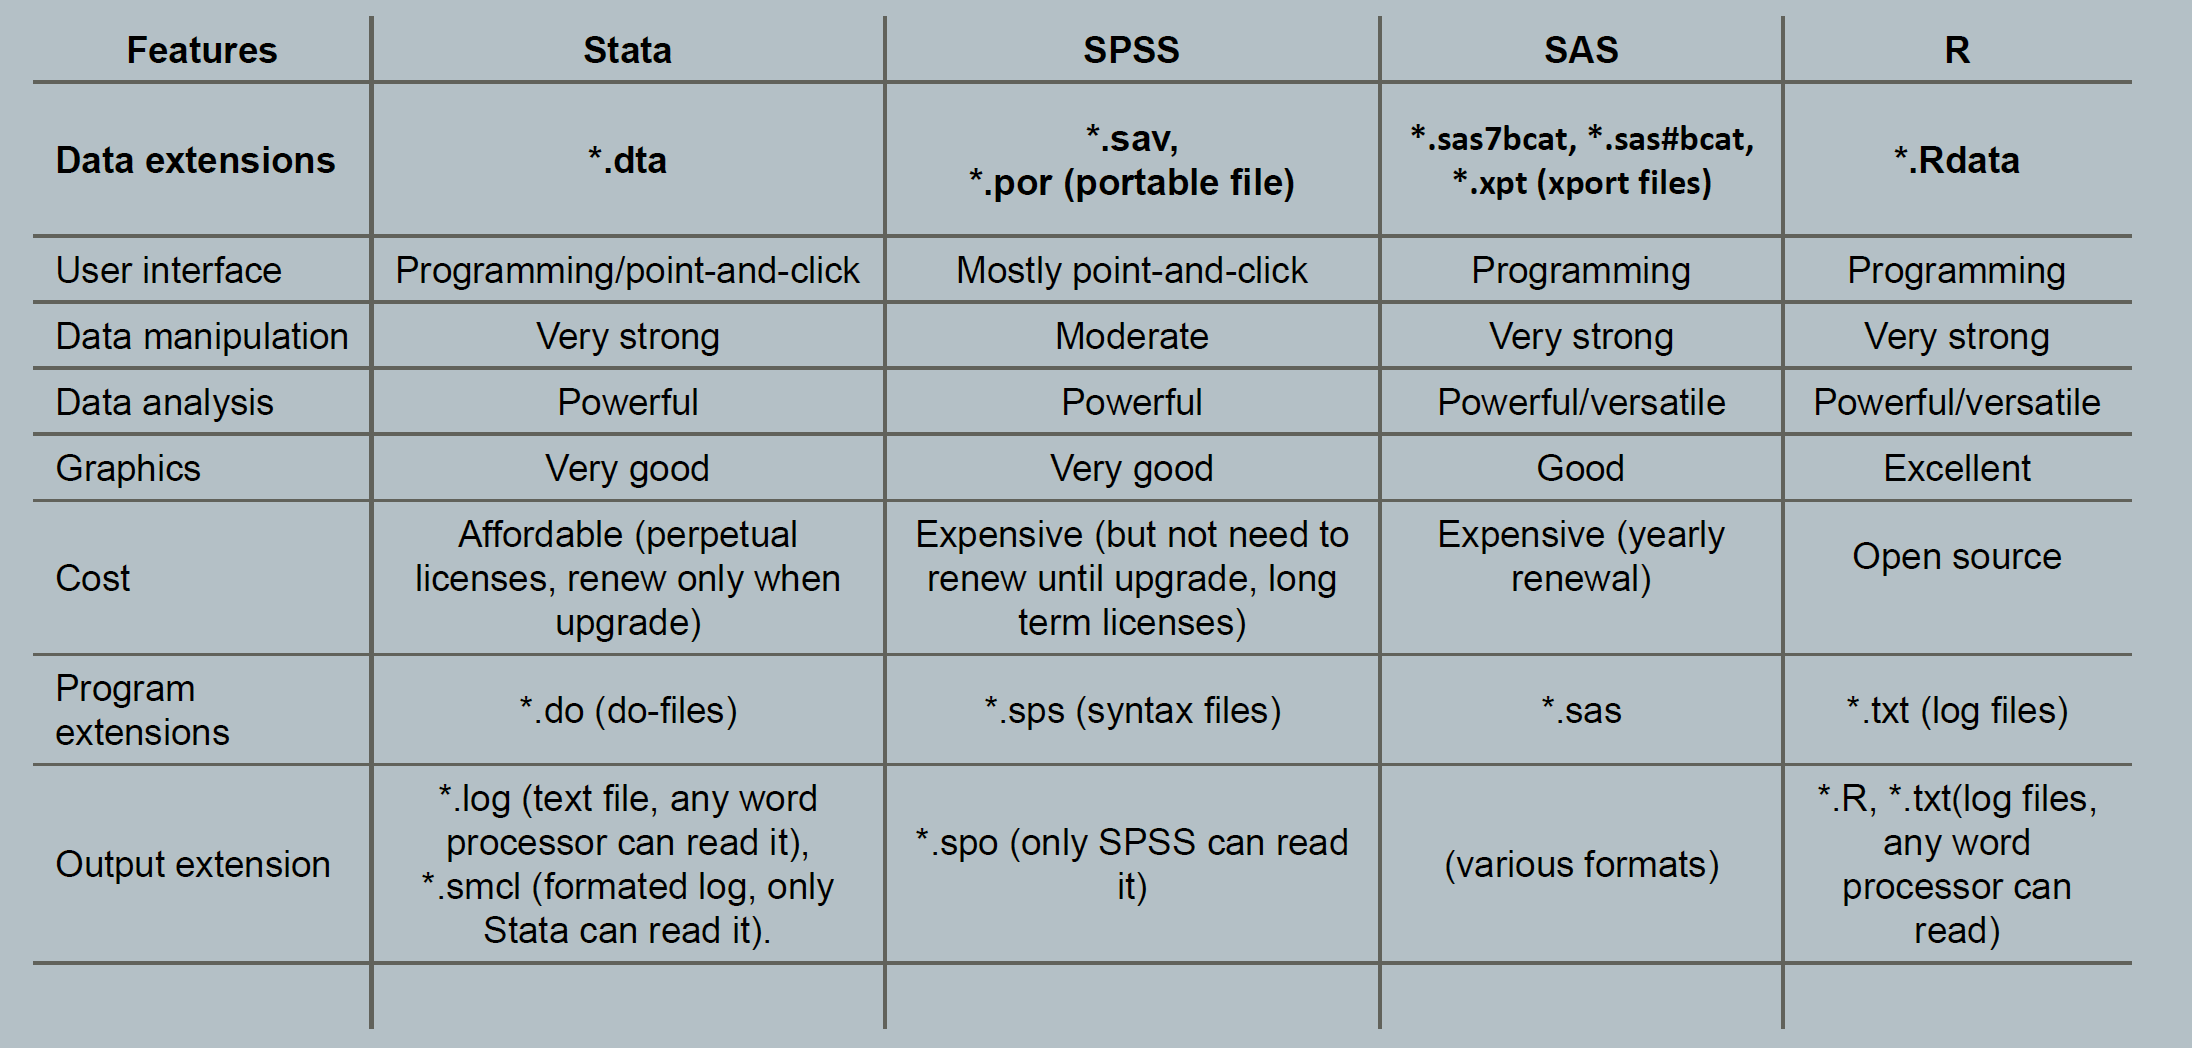 Features Stata SPSS SAS R
Data extensions *.dta *.sav, *.por (portable file) *.sas7bcat, *.sas#bcat, *.xpt (xport files) *.Rdata
User interface Programming/point-and-click Mostly point-and-click Programming Programming
Data manipulation Very strong Moderate Very strong Very strong
Data analysis Powerful Powerful Powerful/versatile Powerful/versatile
Graphics Very good Very good Good Excellent
Cost
Affordable (perpetual
licenses, renew only when
upgrade)
Expensive (but not need to
renew until upgrade, long
term licenses)
Expensive (yearly
renewal)
Open source
Program
extensions
*.do (do-files)
*.sps (syntax files)
*.sas
*.txt (log files)
Output extension
*.log (text file, any word
processor can read it),
*.smcl (formated log, only
Stata can read it).
*.spo (only SPSS can read
it)
(various formats)
*.R, *.txt(log files,
any word
processor can
read)